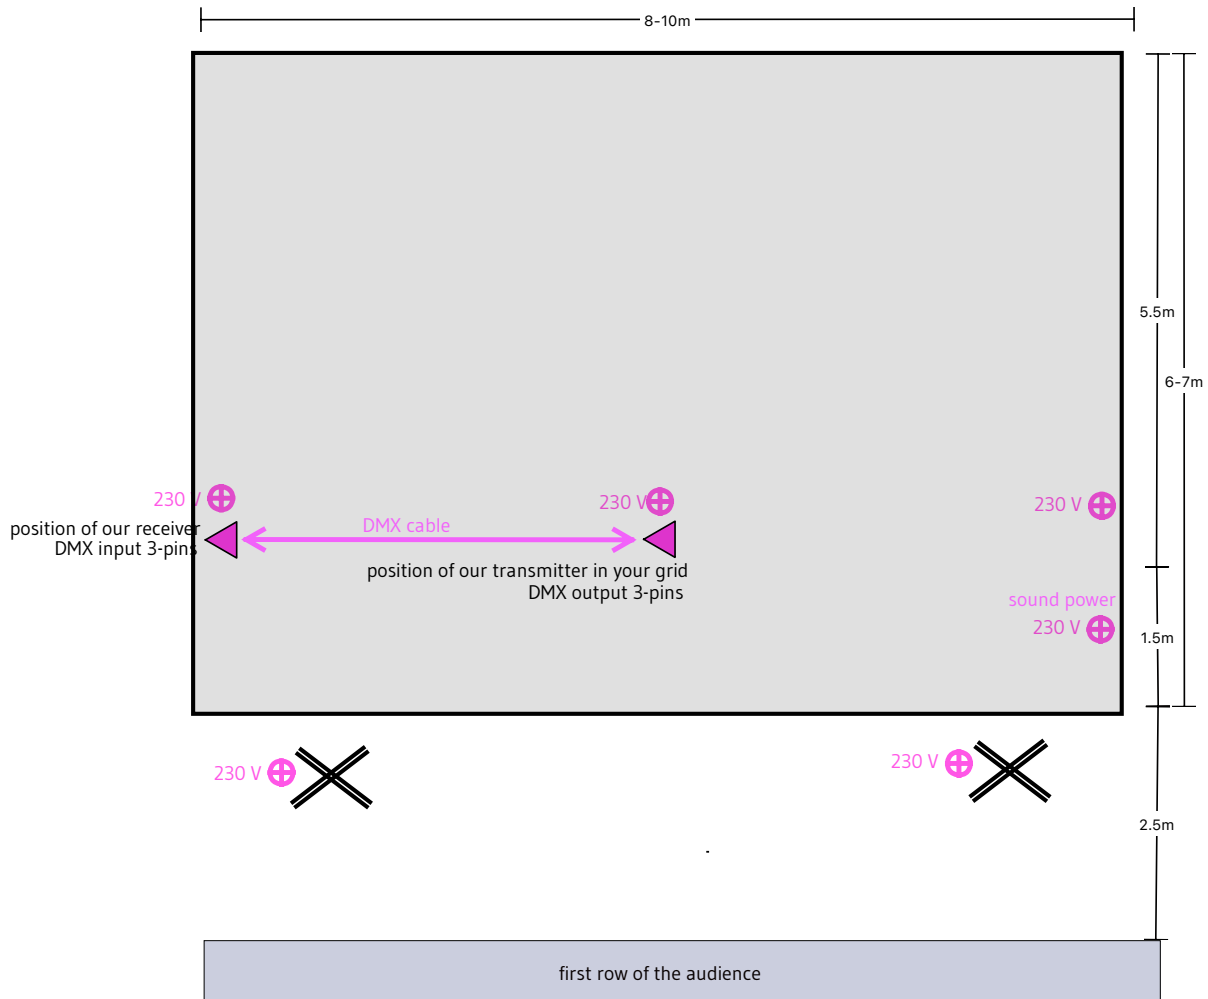 8-10m
5.5m
6-7m
230 V
230 V
230 V
position of our receiver
DMX input 3-pins
DMX cable
position of our transmitter in your grid
DMX output 3-pins
sound power
230 V
1.5m
230 V
230 V
2.5m
first row of the audience